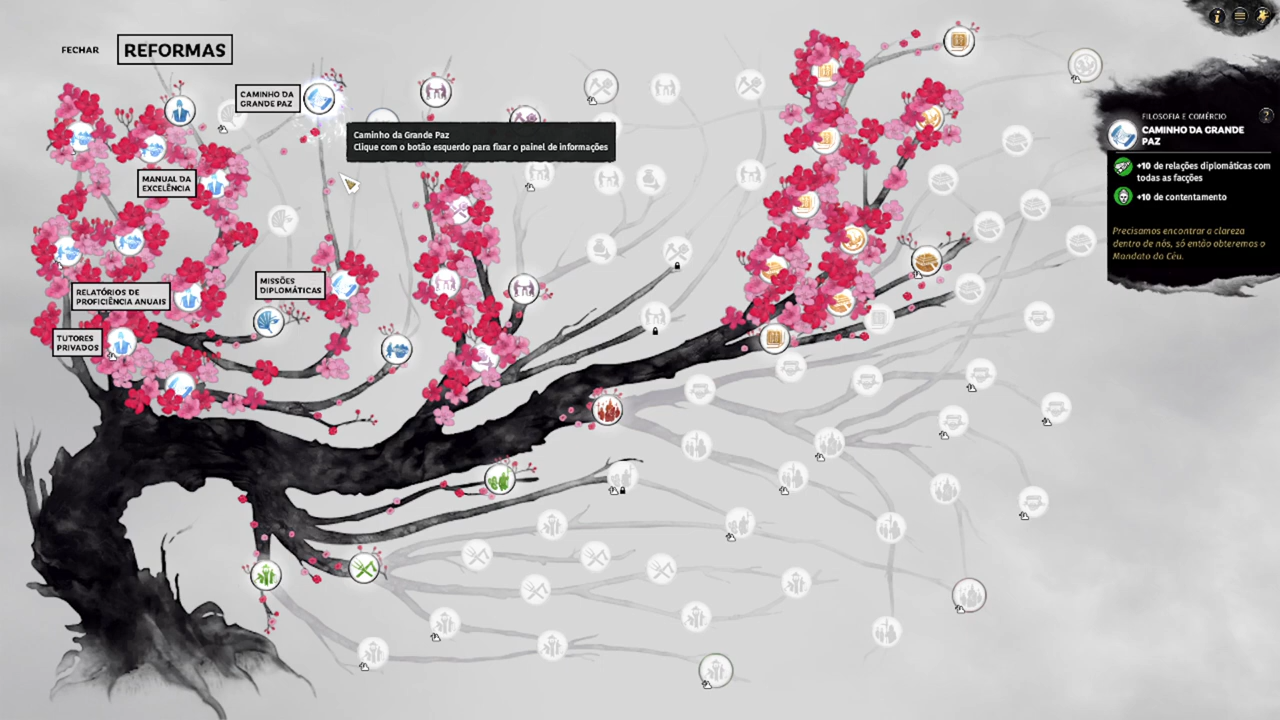 FECHAR
REFORMAS
CAMINHO DA
GRANDE PAZ
Caminho da Grande Paz
Clique com o botão esquerdo para fixar o painel de informações
MANUAL DA
EXCELÊNCIA
RELATÓRIOS DE
PROFICIÊNCIA ANUAIS
MISSÕES
DIPLOMÁTICAS
TUTORES
PRIVADOS
?
FILOSOFIA E COMÉRCIO
CAMINHO DA GRANDE
PAZ
+10 de relações diplomáticas com
todas as facções
+10 de contentamento
Precisamos encontrar a clareza
dentro de nós, só então obteremos o
Mandato do Céu.